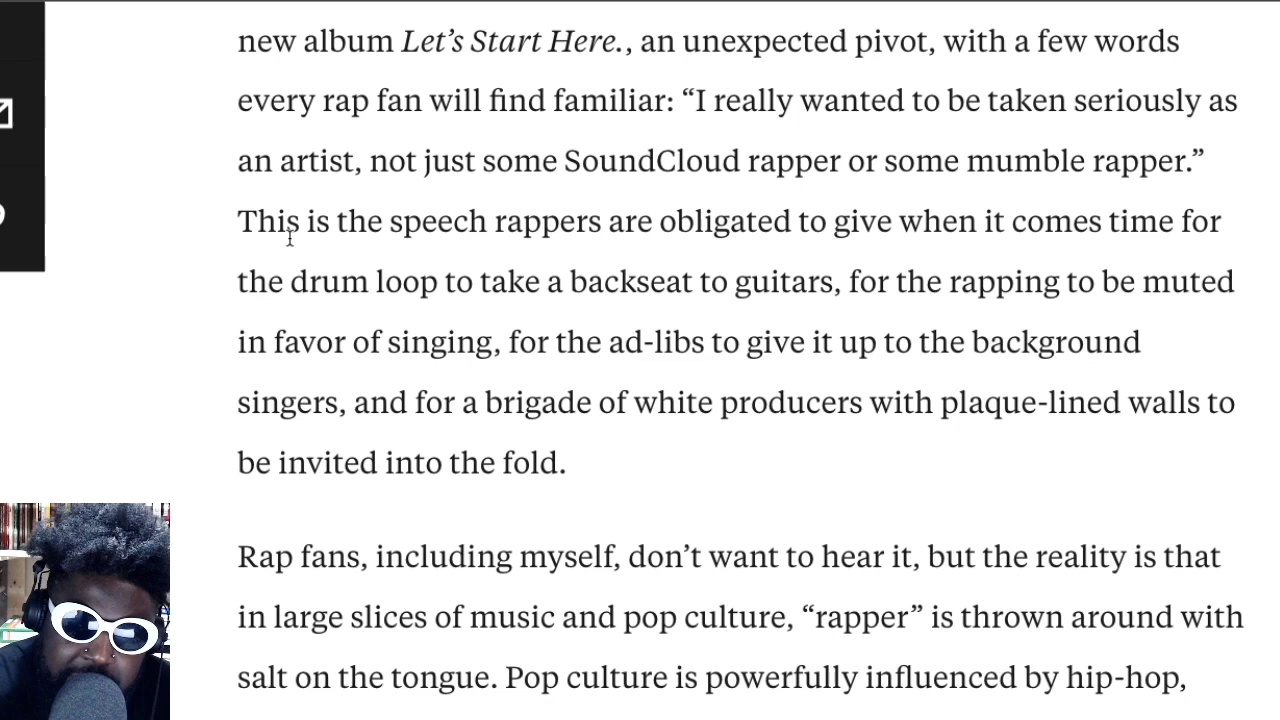 new album Let’s Start Here., an unexpected pivot, with a few words
every rap fan will find familiar: “I really wanted to be taken seriously as
an artist, not just some SoundCloud rapper or some mumble rapper.”
This is the speech rappers are obligated to give when it comes time for
the drum loop to take a backseat to guitars, for the rapping to be muted
in favor of singing, for the ad-libs to give it up to the background
singers, and for a brigade of white producers with plaque-lined walls to
be invited into the fold.
Rap fans, including myself, don’t want to hear it, but the reality is that
in large slices of music and pop culture, “rapper” is thrown around with
salt on the tongue. Pop culture is powerfully influenced by hip-hop,